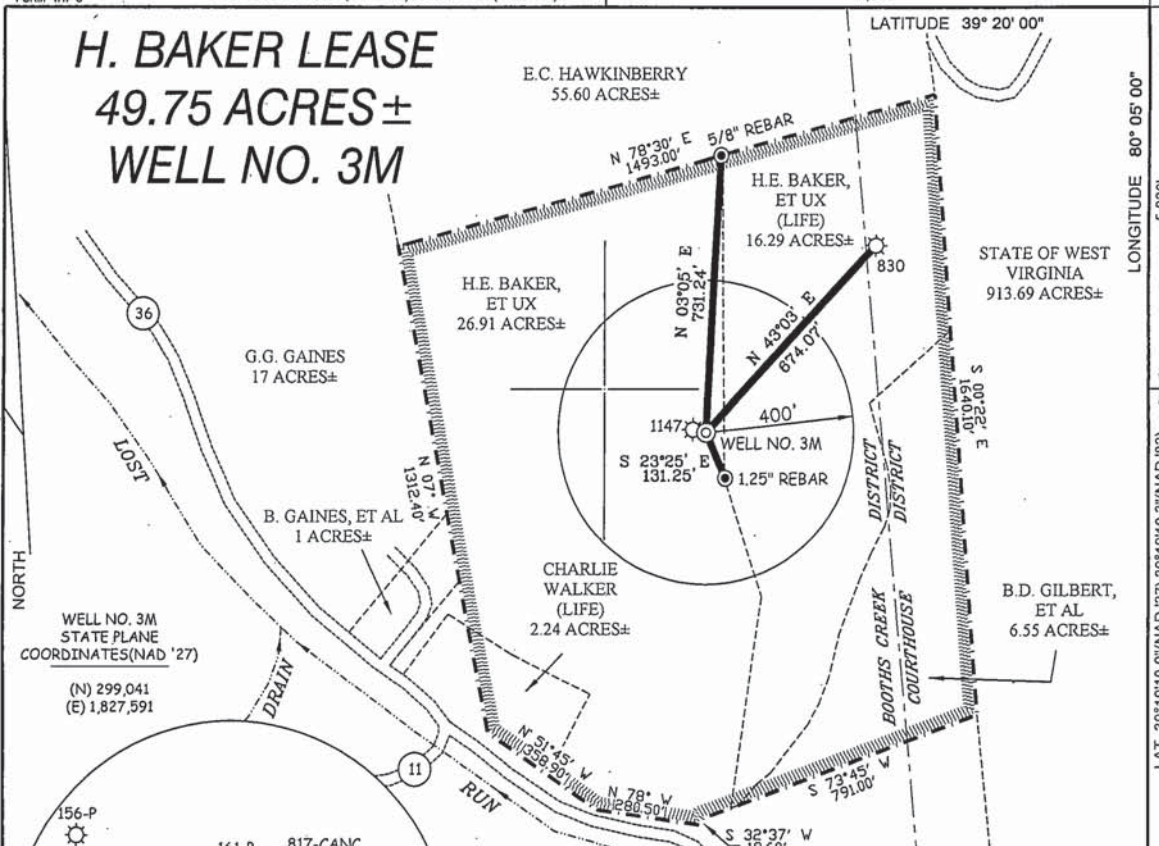 LATITUDE 39° 20' 00"
H. BAKER LEASE
49.75 ACRES±
WELL NO. 3M
E.C. HAWKINBERRY
55.60 ACRES±
LONGITUDE 80° 05' 00"
N 78°30' E
1493.00'
5/8" REBAR
H.E. BAKER,
ET UX
(LIFE)
16.29 ACRES±
830
STATE OF WEST
VIRGINIA
913.69 ACRES±
H.E. BAKER,
ET UX
26.91 ACRES±
N 03°05' E
731.24'
N 43°03' E
674.07'
36
G.G. GAINES
17 ACRES±
S 00°22' E
1640.10'
400'
1147
WELL NO. 3M
S 23°25' E
131.25'
1.25" REBAR
LOST
N 07° W
1312.40'
DISTRICT
DISTRICT
B. GAINES, ET AL
1 ACRES±
NORTH
CHARLIE
WALKER
(LIFE)
2.24 ACRES±
B.D. GILBERT,
ET AL
6.55 ACRES±
BOOTHS CREEK
COURTHOUSE
WELL NO. 3M
STATE PLANE
COORDINATES(NAD '27)
(N) 299,041
(E) 1,827,591
DRAIN
11
N 51°45' W
358.90'
RUN
N 78° W
280.50'
S 73°45' W
791.00'
S 32°37' W
156-P
817-CANC